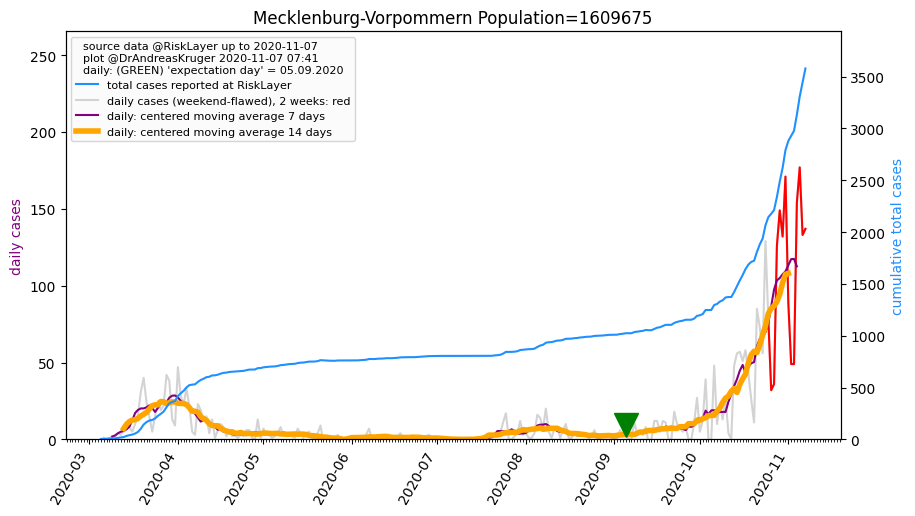 Mecklenburg-Vorpommern Population=1609675
source data @RiskLayer up to 2020-11-07
plot @DrAndreasKruger 2020-11-07 07:41
daily: (GREEN) 'expectation day' = 05.09.2020
total cases reported at RiskLayer
daily cases (weekend-flawed), 2 weeks: red
daily: centered moving average 7 days
daily: centered moving average 14 days
daily cases
250
200
150
100
50
0
cumulative total cases
3500
3000
2500
2000
1500
1000
500
0
2020-03
2020-04
2020-05
2020-06
2020-07
2020-08
2020-09
2020-10
2020-11